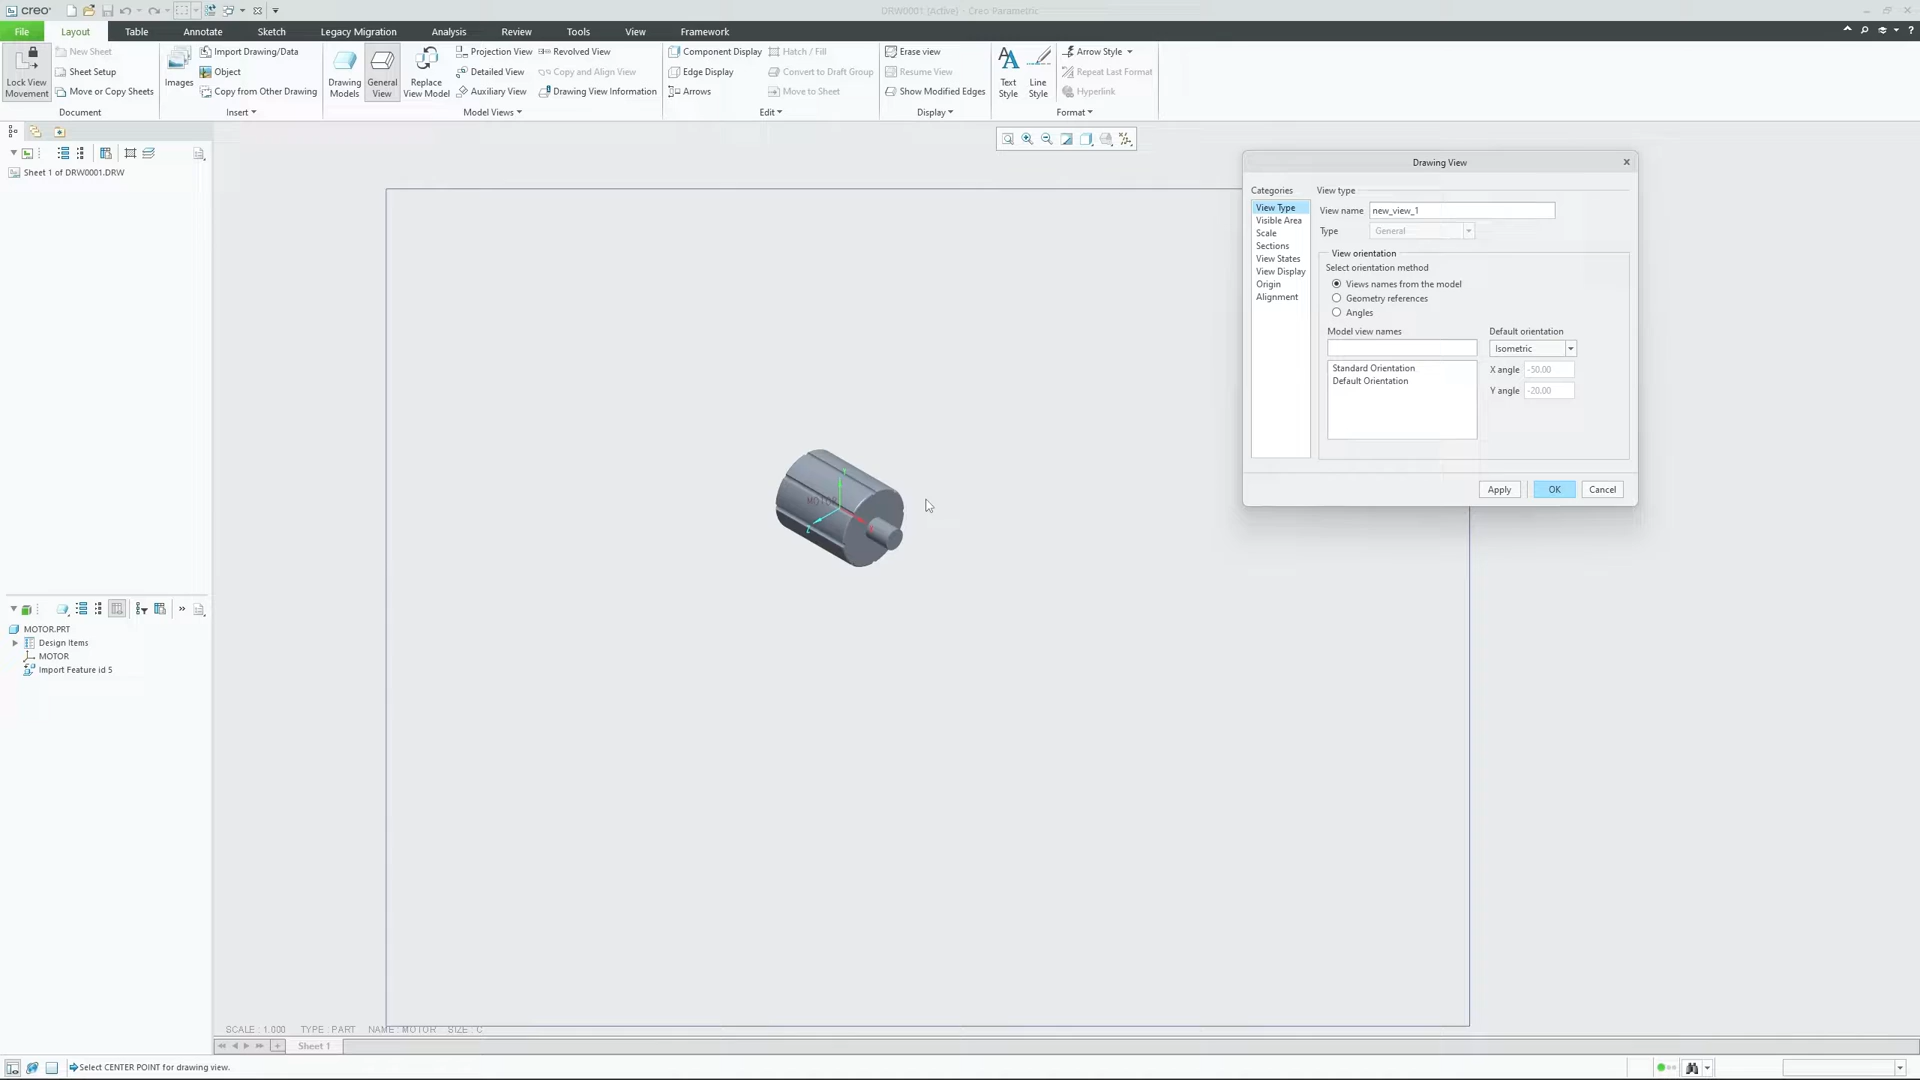 creo
DRW0001 (Active) - Creo Parametric
File
Layout
Table
Annotate
Sketch
Legacy Migration
Analysis
Review
Tools
View
Framework
Lock View
Movement
New Sheet
Sheet Setup
Move or Copy Sheets
Document
Images
Import Drawing/Data
Object
Copy from Other Drawing
Insert
Drawing
Models
General
View
Replace
View Model
Projection View
Detailed View
Auxiliary View
Revolved View
Copy and Align View
Drawing View Information
Model Views
Component Display
Edge Display
Arrows
Hatch / Fill
Convert to Draft Group
Move to Sheet
Edit
Erase view
Resume View
Show Modified Edges
Display
Text
Style
Line
Style
Arrow Style
Repeat Last Format
Hyperlink
Format
Sheet 1 of DRW0001.DRW
MOTOR.PRT
Design Items
MOTOR
Import Feature id 5
MOTOR
Drawing View
Categories
View Type
Visible Area
Scale
Sections
View States
View Display
Origin
Alignment
View type
View name new_view_1
Type General
View orientation
Select orientation method
Views names from the model
Geometry references
Angles
Model view names
Default orientation
Isometric
Standard Orientation
Default Orientation
X angle -50.00
Y angle -20.00
Apply
OK
Cancel
SCALE : 1.000 TYPE : PART NAME : MOTOR SIZE : C
Sheet 1
Select CENTER POINT for drawing view.